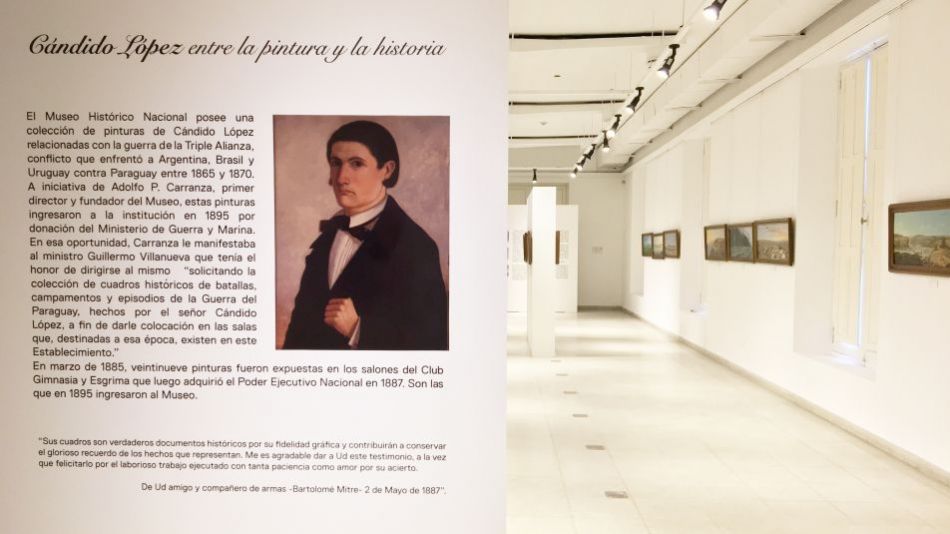 Cándido López entre la pintura y la historia
El Museo Histórico Nacional posee una
colección de pinturas de Cándido López
relacionadas con la guerra de la Triple Alianza,
conflicto que enfrentó a Argentina, Brasil y
Uruguay contra Paraguay entre 1865 y 1870.
A iniciativa de Adolfo P. Carranza, primer
director y fundador del Museo, estas pinturas
ingresaron a la institución en 1895 por
donación del Ministerio de Guerra y Marina.
En esa oportunidad, Carranza le manifestaba
al ministro Guillermo Villanueva que tenía el
honor de dirigirse al mismo "solicitando la
colección de cuadros históricos de batallas,
campamentos y episodios de la Guerra del
Paraguay, hechos por el señor Cándido
López, a fin de darle colocación en las salas
que, destinadas a esa época, existen en este
Establecimiento."
En marzo de 1885, veintinueve pinturas fueron expuestas en los salones del Club
Gimnasia y Esgrima que luego adquirió el Poder Ejecutivo Nacional en 1887. Son las
que en 1895 ingresaron al Museo.
"Sus cuadros son verdaderos documentos históricos por su fidelidad gráfica y contribuirán a conservar
el glorioso recuerdo de los hechos que representan. Me es agradable dar a Ud este testimonio, a la vez
que felicitarlo por el laborioso trabajo ejecutado con tanta paciencia como amor por su acierto.
De Ud amigo y compañero de armas -Bartolomé Mitre- 2 de Mayo de 1887".